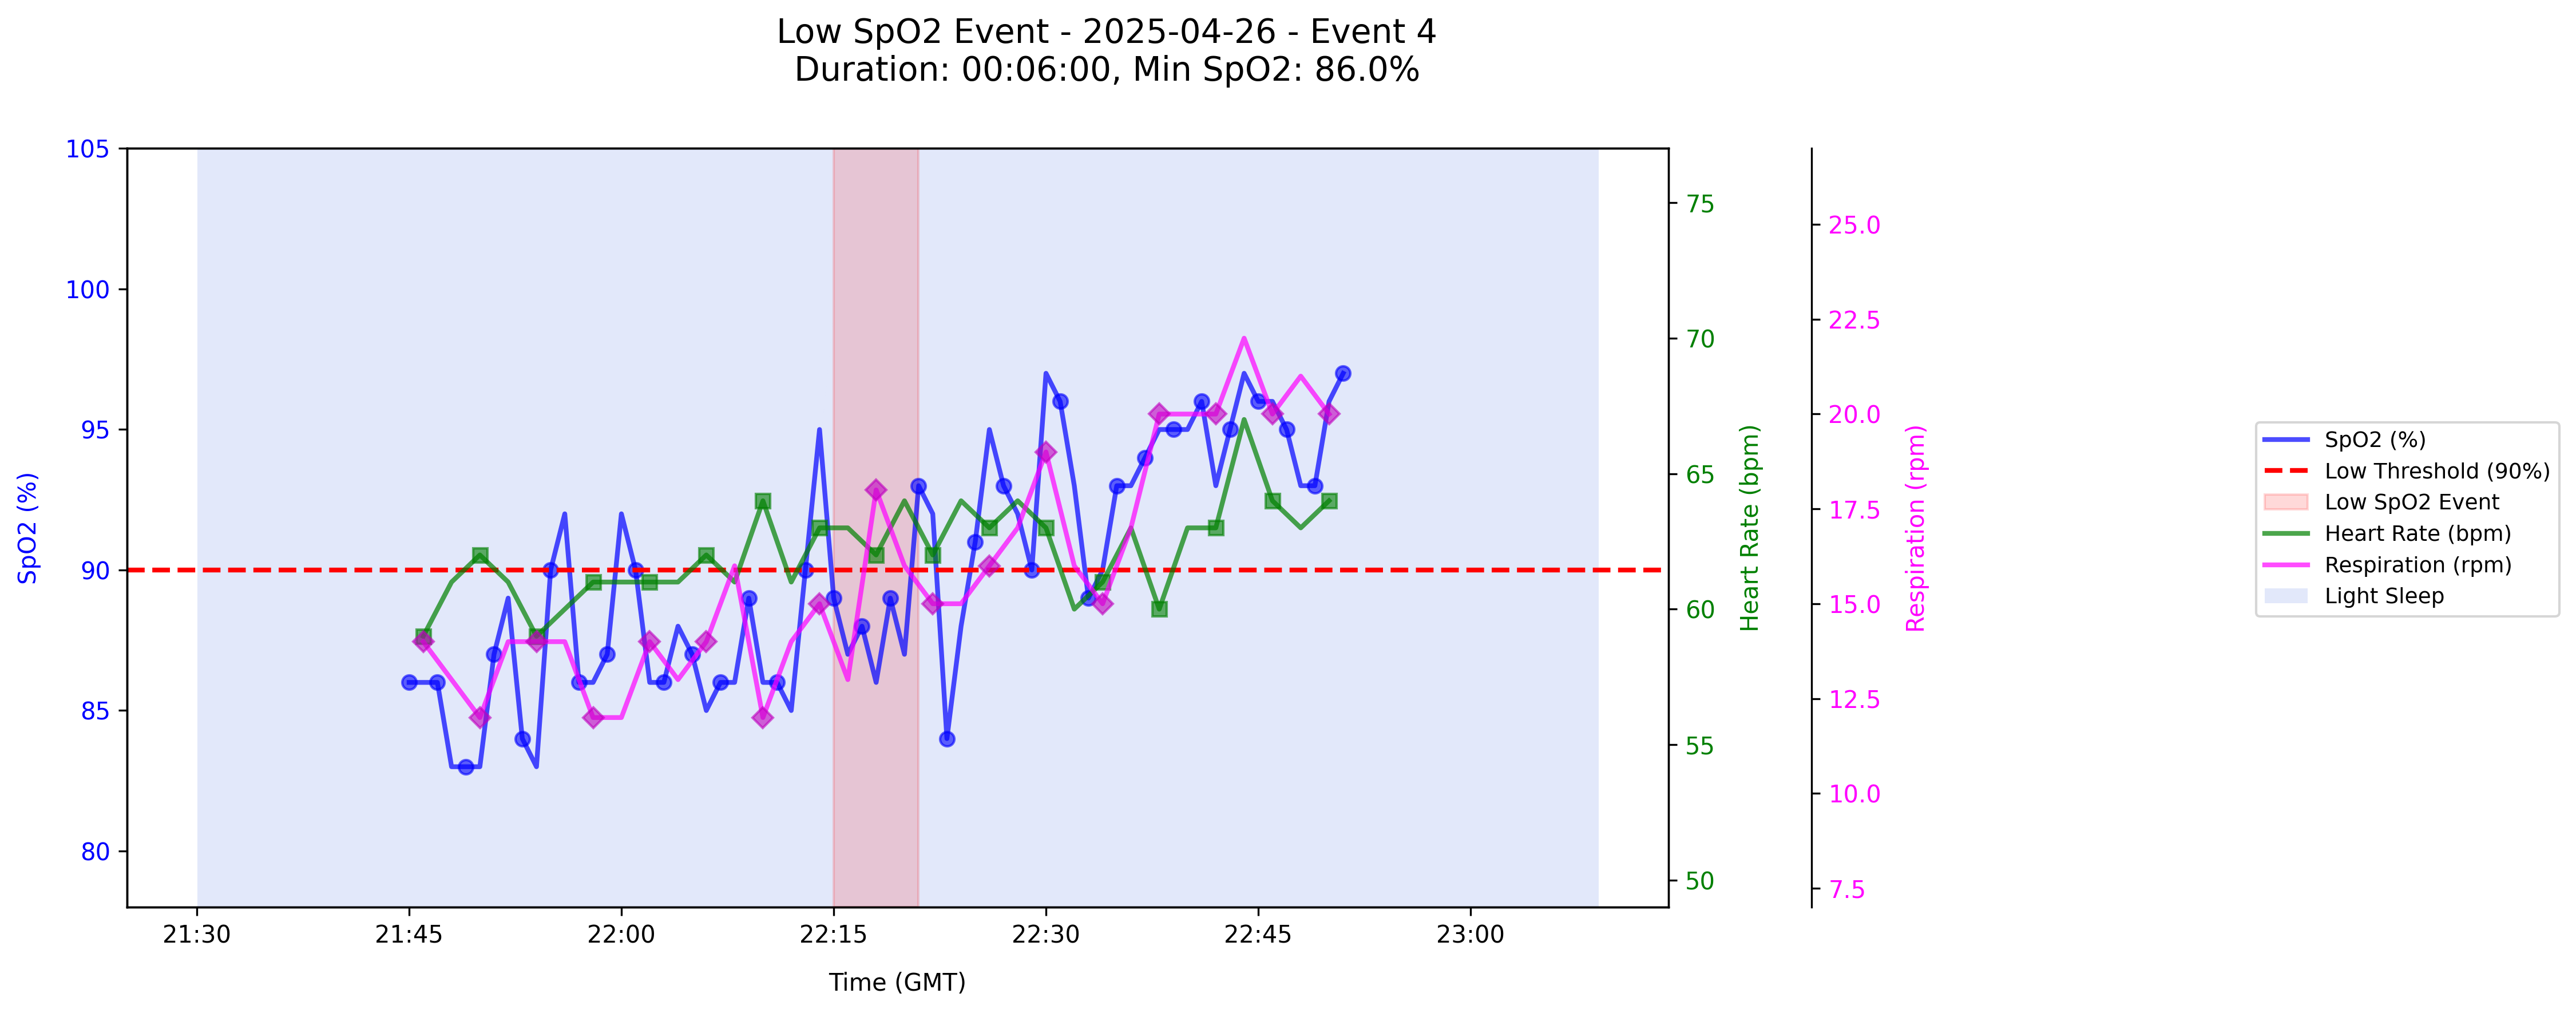 Low SpO2 Event - 2025-04-26 - Event 4
Duration: 00:06:00, Min SpO2: 86.0%
SpO2 (%)
105
100
95
90
85
80
21:30
21:45
22:00
22:15
22:30
22:45
23:00
Time (GMT)
75
70
65
60
55
50
Heart Rate (bpm)
25.0
22.5
20.0
17.5
15.0
12.5
10.0
7.5
Respiration (rpm)
SpO2 (%)
Low Threshold (90%)
Low SpO2 Event
Heart Rate (bpm)
Respiration (rpm)
Light Sleep